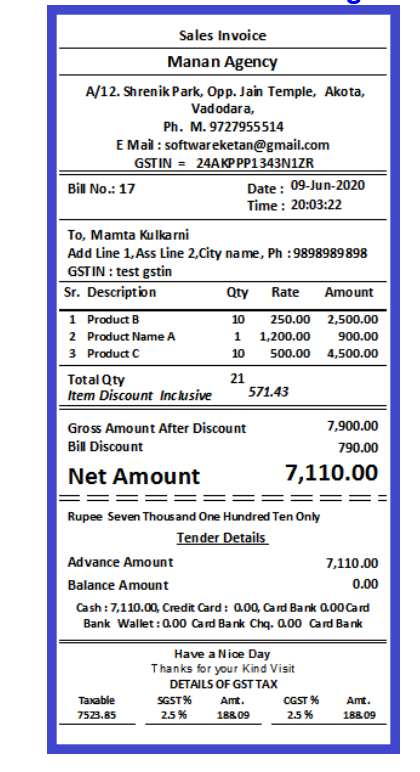 Sales Invoice
Manan Agency
A/12. Shrenik Park, Opp. Jain Temple, Akota,
Vadodara,
Ph. M. 9727955514
E Mail : softwareketan@gmail.com
GSTIN = 24AKPPP1343N1ZR
Bill No.: 17 Date : 09-Jun-2020
Time : 20:03:22
To, Mamta Kulkarni
Add Line 1,Ass Line 2,City name, Ph : 9898989898
GSTIN : test gstin
Sr. Description Qty Rate Amount
1 Product B 10 250.00 2,500.00
2 Product Name A 1 1,200.00 900.00
3 Product C 10 500.00 4,500.00
Total Qty 21
Item Discount Inclusive 571.43
Gross Amount After Discount 7,900.00
Bill Discount 790.00
Net Amount 7,110.00
Rupee Seven Thousand One Hundred Ten Only
Tender Details
Advance Amount 7,110.00
Balance Amount 0.00
Cash : 7,110.00, Credit Card : 0.00, Card Bank 0.00 Card
Bank Wallet : 0.00 Card Bank Chq. 0.00 Card Bank
Have a Nice Day
Thanks for your Kind Visit
DETAILS OF GST TAX
Taxable SGST % Amt. CGST % Amt.
7523.85 2.5 % 188.09 2.5 % 188.09